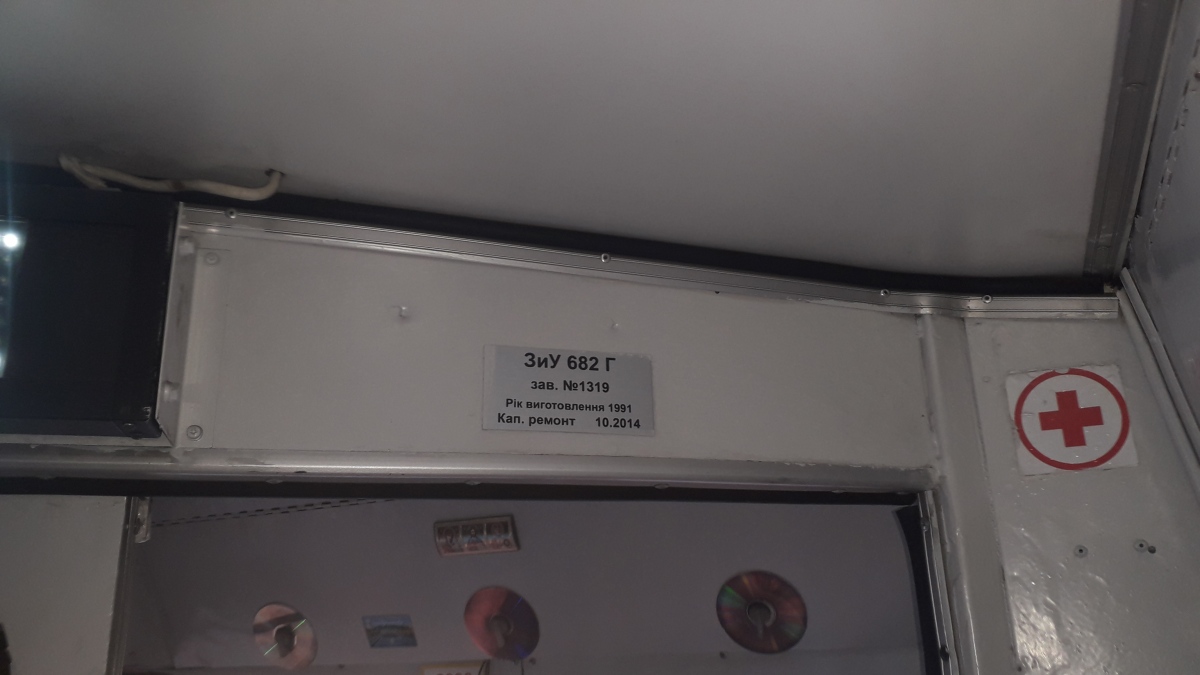 ЗиУ 682 Г
зав. №1319
Рік виготовлення 1991
Кап. ремонт 10.2014